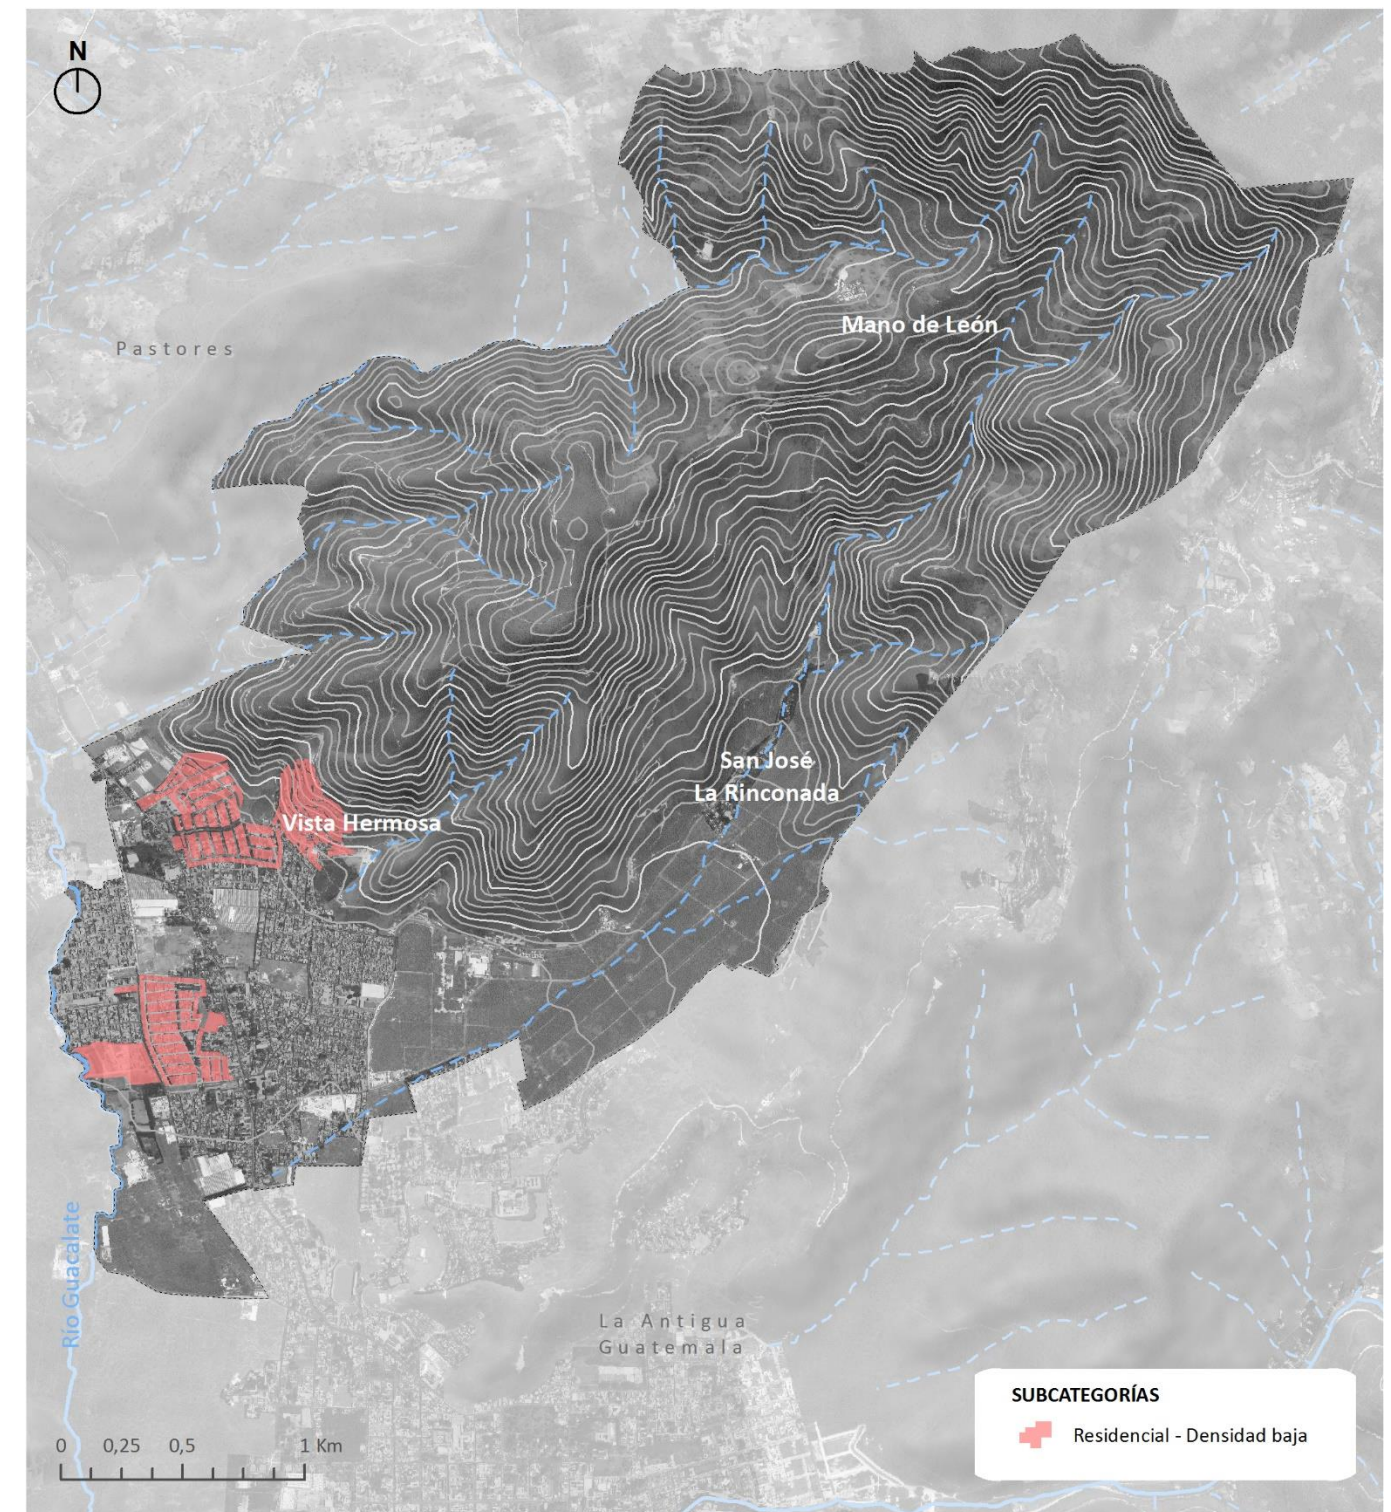 N
Mano de León
Pastores
San José
La Rinconada
Vista Hermosa
Río Guacalate
La Antigua
Guatemala
SUBCATEGORÍAS
Residencial - Densidad baja
0 0,25 0,5 1 Km